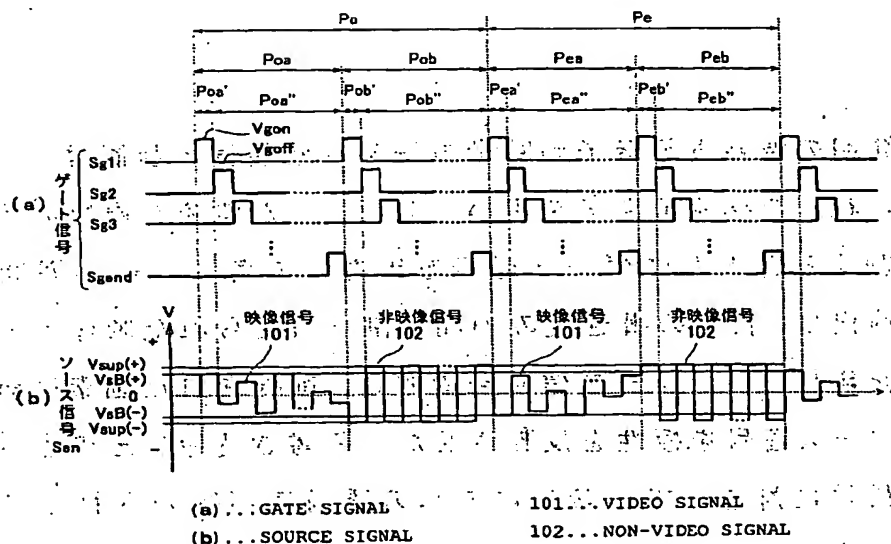 Po Pe
Poa Pob Pea Peb
Poa' Poa" Pob' Pob" Pea' Pea" Peb' Peb"
Vgon
Vgoff
(a)
ゲート信号
Sg1
Sg2
Sg3
Sgend
V
+
映像信号 101
非映像信号 102
映像信号 101
非映像信号 102
(b)
ソース信号
Ssn
Vsup(+)
VsB(+)
0
VsB(-)
Vsup(-)
-
(a)...GATE SIGNAL
(b)...SOURCE SIGNAL
101...VIDEO SIGNAL
102...NON-VIDEO SIGNAL